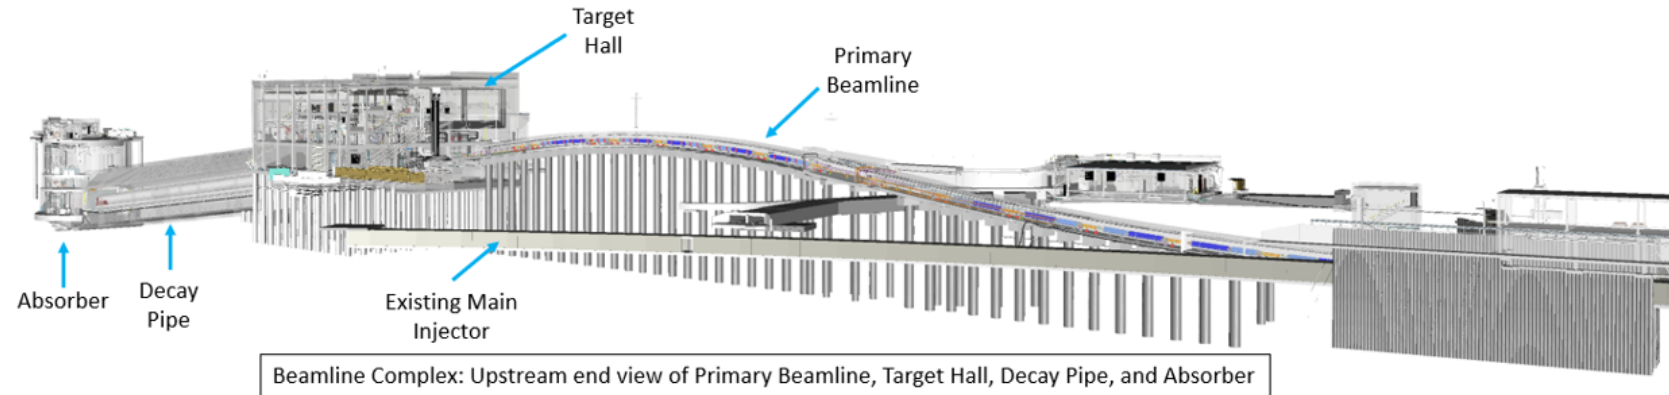 Target
Hall
Primary
Beamline
Absorber
Decay
Pipe
Existing Main
Injector
Beamline Complex: Upstream end view of Primary Beamline, Target Hall, Decay Pipe, and Absorber